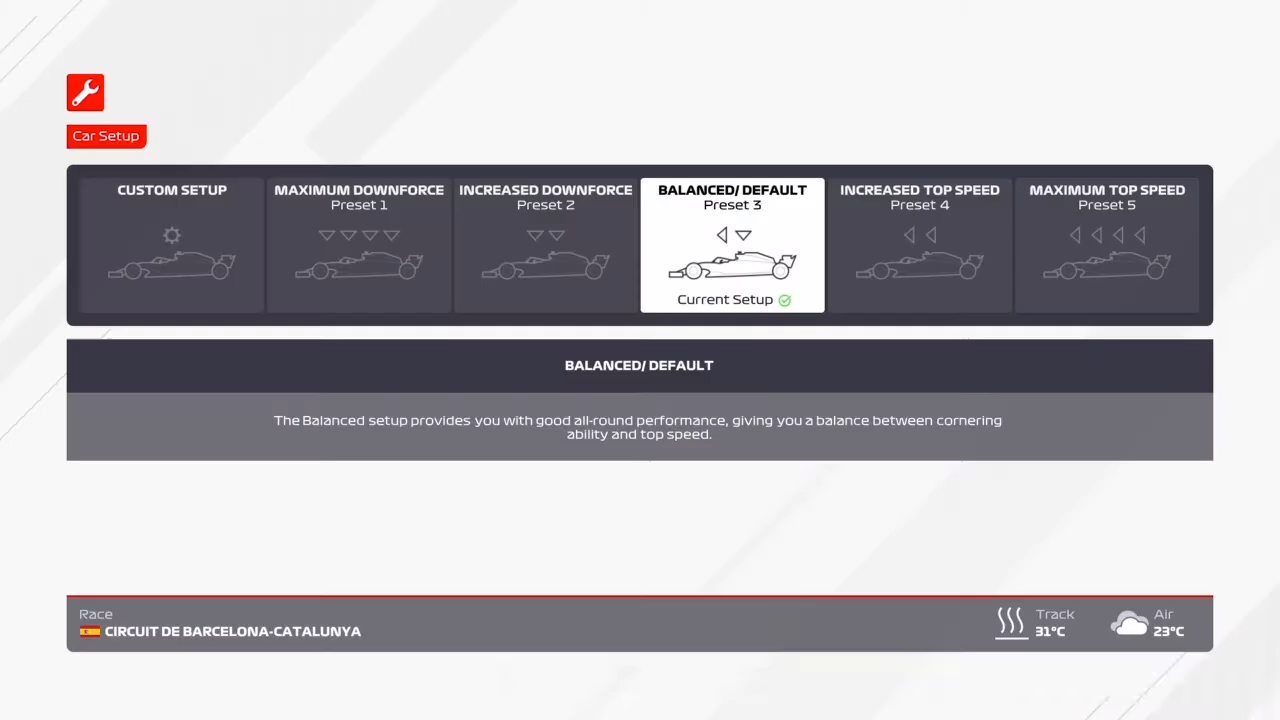 Car Setup
CUSTOM SETUP
MAXIMUM DOWNFORCE
Preset 1
INCREASED DOWNFORCE
Preset 2
BALANCED/ DEFAULT
Preset 3
Current Setup
INCREASED TOP SPEED
Preset 4
MAXIMUM TOP SPEED
Preset 5
BALANCED/ DEFAULT
The Balanced setup provides you with good all-round performance, giving you a balance between cornering
ability and top speed.
Race
CIRCUIT DE BARCELONA-CATALUNYA
Track
31°C
Air
23°C